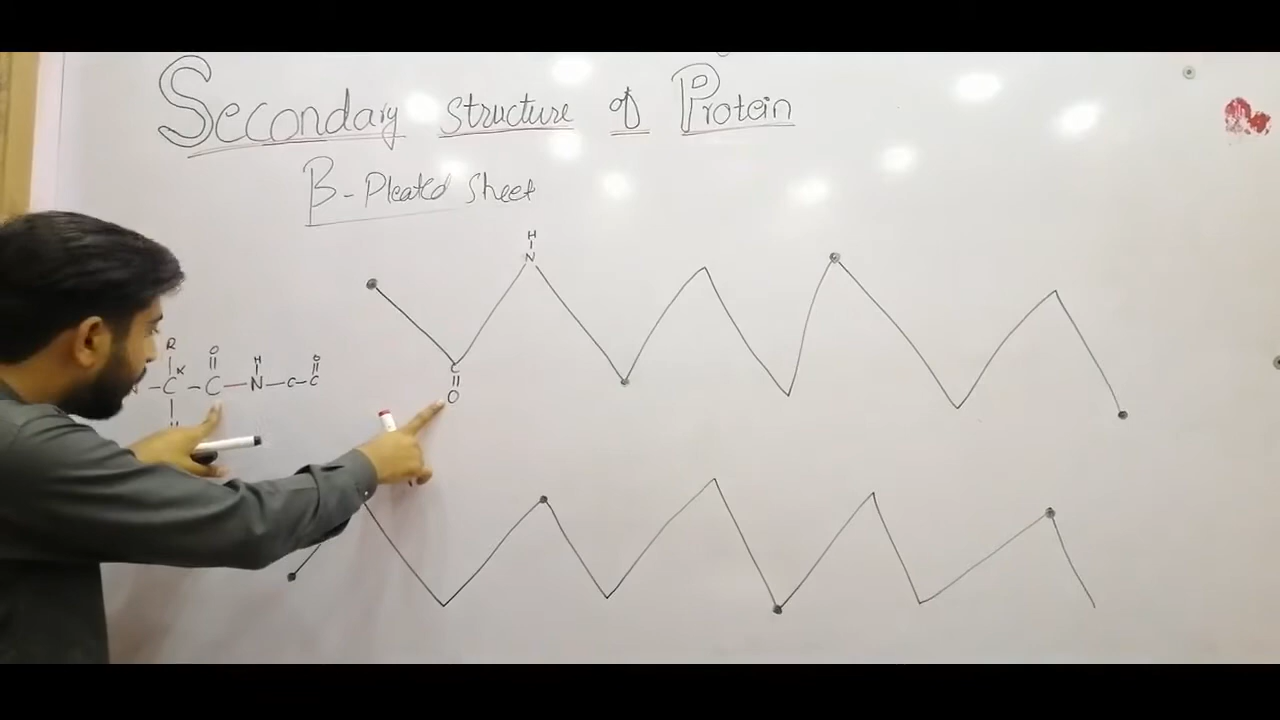 Secondary Structure of Protein
β-Pleated Sheet
H
N
C
O
R O H O
C - C - N - C - C